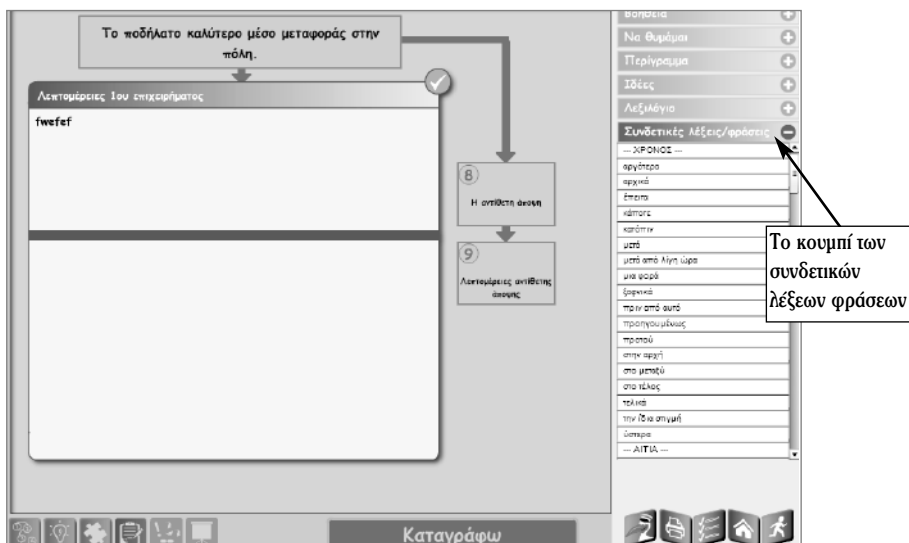 Το ποδήλατο καλύτερο μέσο μεταφοράς στην
πόλη.
Λεπτομέρειες 1ου επιχειρήματος
fwefef
8
Η αντίθετη άποψη
9
Λεπτομέρειες αντίθετης
άποψης
Βοήθεια
Να θυμάμαι
Περίγραμμα
Ιδέες
Λεξιλόγιο
Συνδετικές λέξεις/φράσεις
--- ΧΡΟΝΟΣ ---
αργότερα
αρχικά
έπειτα
κάποτε
κατόπιν
μετά
μετά από λίγη ώρα
μια φορά
ξαφνικά
πριν από αυτό
προηγουμένως
προτού
στην αρχή
στο μεταξύ
στο τέλος
τελικά
την ίδια στιγμή
ύστερα
--- ΑΙΤΙΑ ---
Το κουμπί των
συνδετικών
λέξεων φράσεων
Καταγράφω